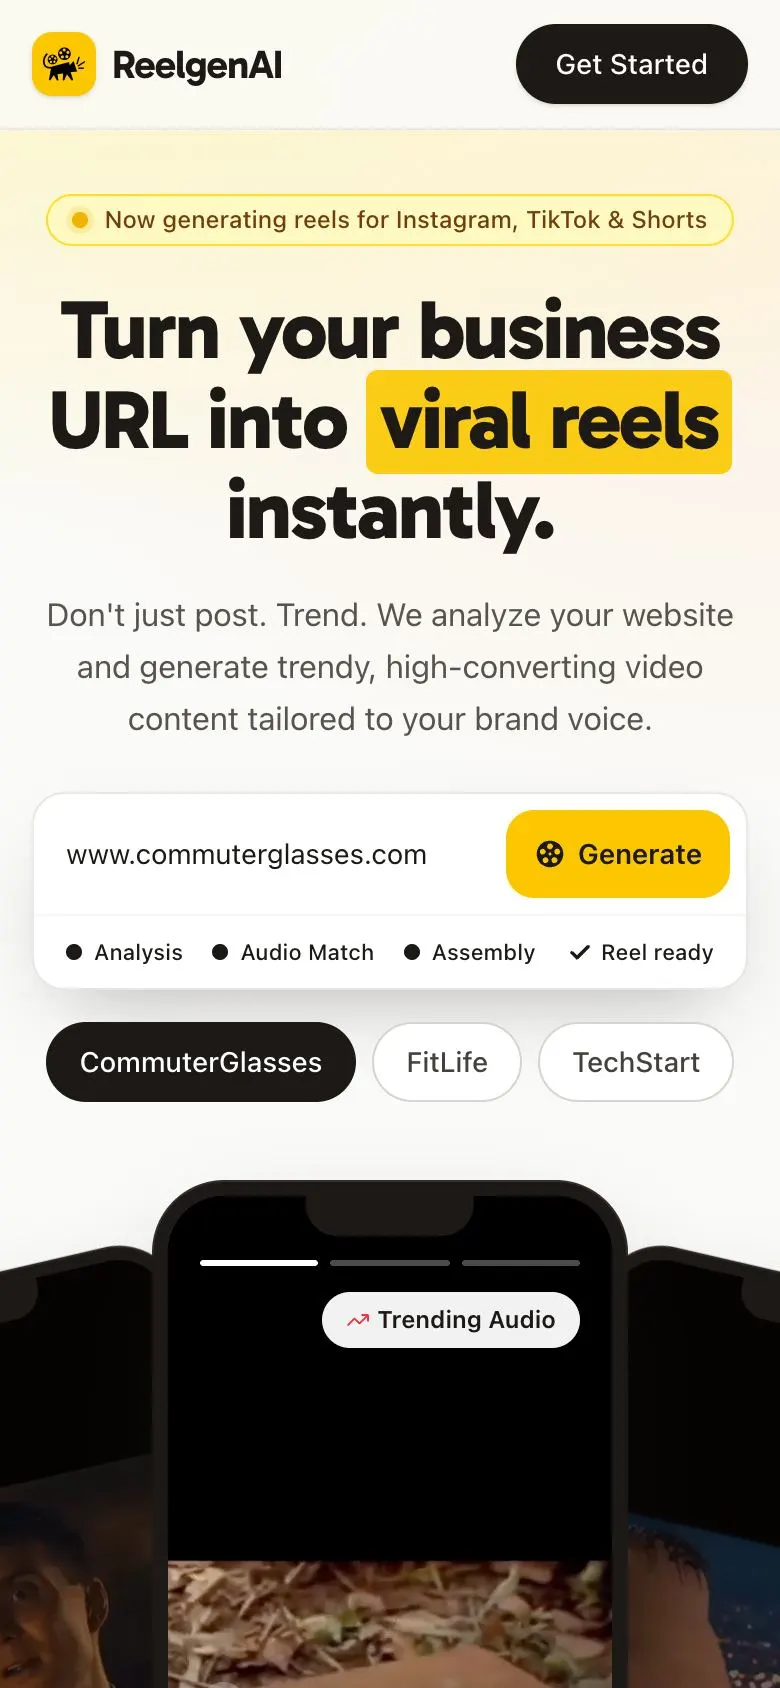 ReelgenAI
Get Started
Now generating reels for Instagram, TikTok & Shorts
Turn your business
URL into viral reels
instantly.
Don't just post. Trend. We analyze your website
and generate trendy, high-converting video
content tailored to your brand voice.
www.commuterglasses.com
Generate
Analysis
Audio Match
Assembly
Reel ready
CommuterGlasses
FitLife
TechStart
Trending Audio